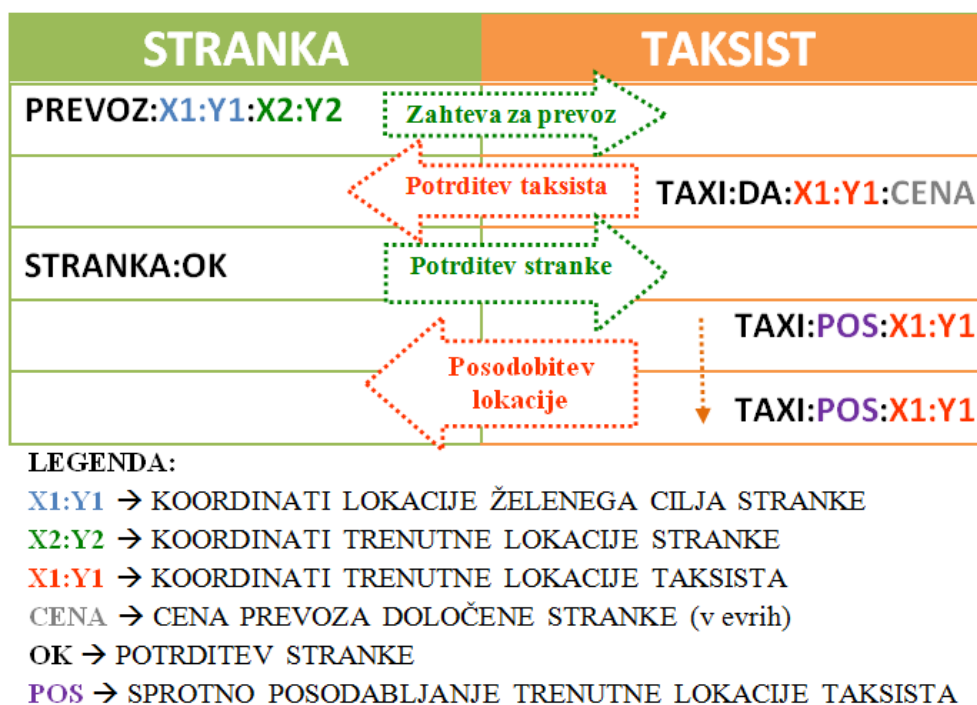 STRANKA TAKSIST
PREVOZ:X1:Y1:X2:Y2 Zahteva za prevoz
Potrditev taksista TAXI:DA:X1:Y1:CENA
STRANKA:OK Potrditev stranke
TAXI:POS:X1:Y1
Posodobitev
lokacije TAXI:POS:X1:Y1
LEGENDA:
X1:Y1 → KOORDINATI LOKACIJE ŽELENEGA CILJA STRANKE
X2:Y2 → KOORDINATI TRENUTNE LOKACIJE STRANKE
X1:Y1 → KOORDINATI TRENUTNE LOKACIJE TAKSISTA
CENA → CENA PREVOZA DOLOČENE STRANKE (v evrih)
OK → POTRDITEV STRANKE
POS → SPROTNO POSODABLJANJE TRENUTNE LOKACIJE TAKSISTA